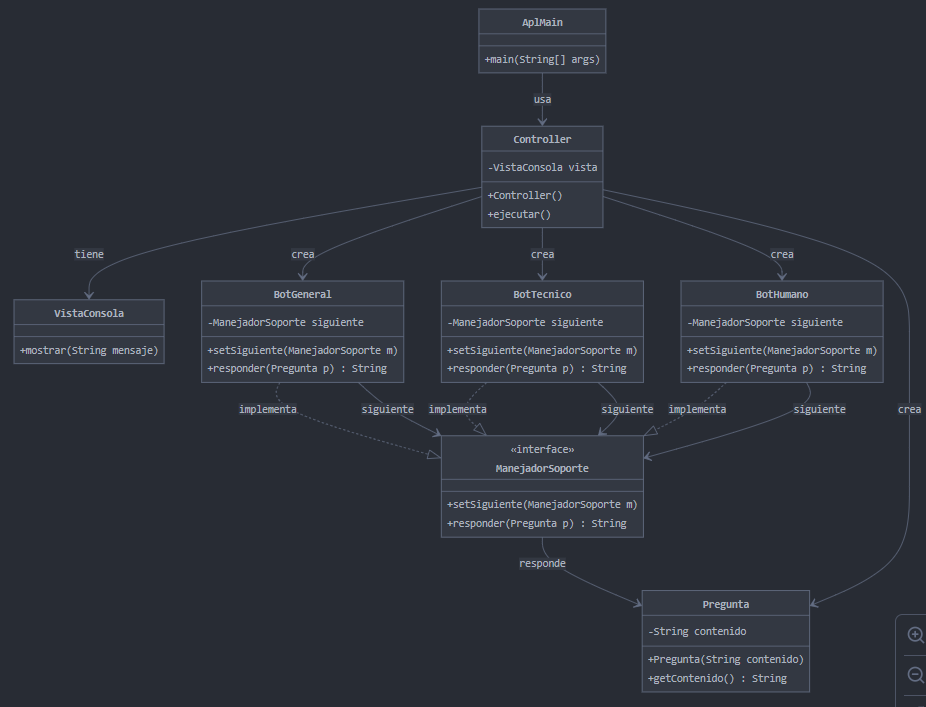 AplMain
+main(String[] args)
usa
Controller
-VistaConsola vista
+Controller()
+ejecutar()
tiene
crea
crea
crea
VistaConsola
+mostrar(String mensaje)
BotGeneral
-ManejadorSoporte siguiente
+setSiguiente(ManejadorSoporte m)
+responder(Pregunta p) : String
BotTecnico
-ManejadorSoporte siguiente
+setSiguiente(ManejadorSoporte m)
+responder(Pregunta p) : String
BotHumano
-ManejadorSoporte siguiente
+setSiguiente(ManejadorSoporte m)
+responder(Pregunta p) : String
implementa
siguiente
implementa
siguiente
implementa
siguiente
crea
«interface»
ManejadorSoporte
+setSiguiente(ManejadorSoporte m)
+responder(Pregunta p) : String
responde
Pregunta
-String contenido
+Pregunta(String contenido)
+getContenido() : String